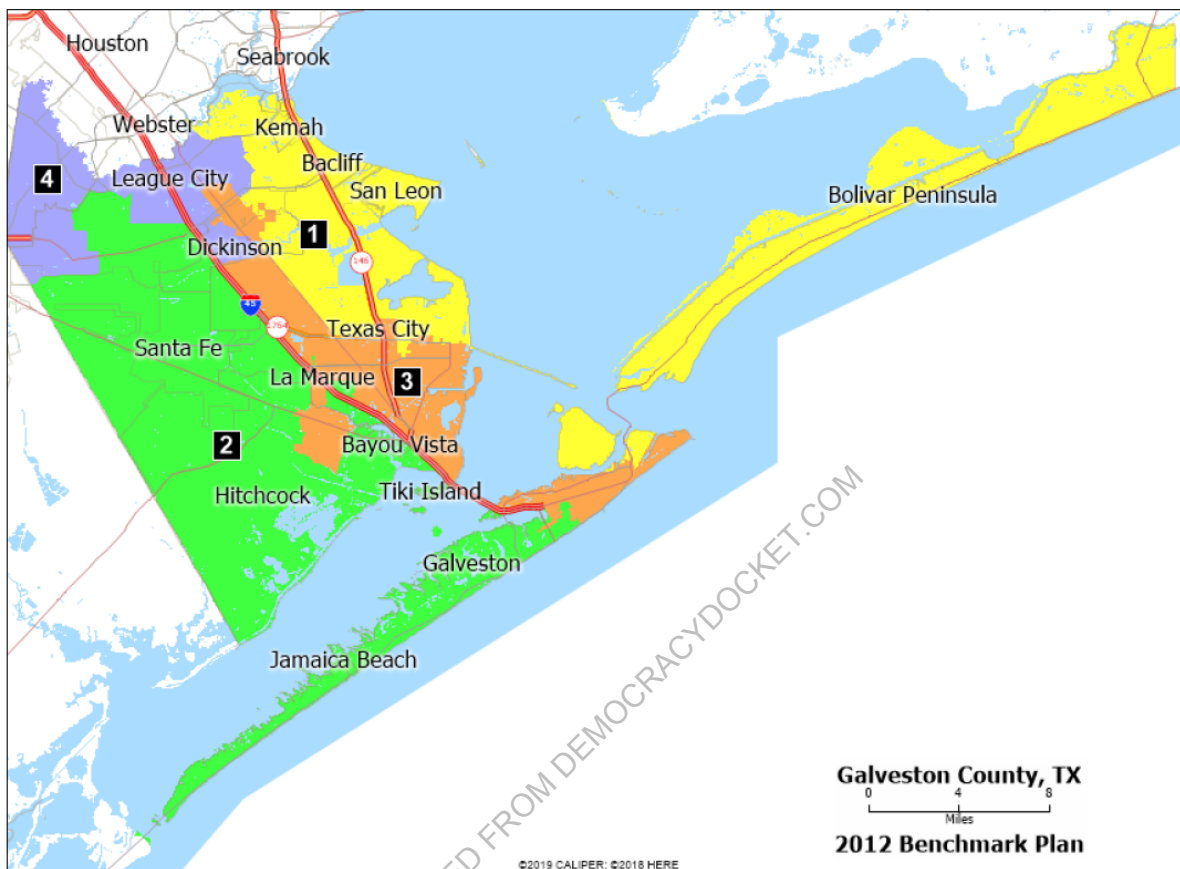 Houston
Seabrook
Webster
Kemah
Bacliff
4
League City
San Leon
Bolivar Peninsula
1
Dickinson
146
45
1764
Texas City
Santa Fe
La Marque
3
2
Bayou Vista
Hitchcock
Tiki Island
Galveston
Jamaica Beach
ED FROM DEMOCRACYDOCKET.COM
Galveston County, TX
0 4 8
Miles
2012 Benchmark Plan
©2019 CALIPER; ©2018 HERE